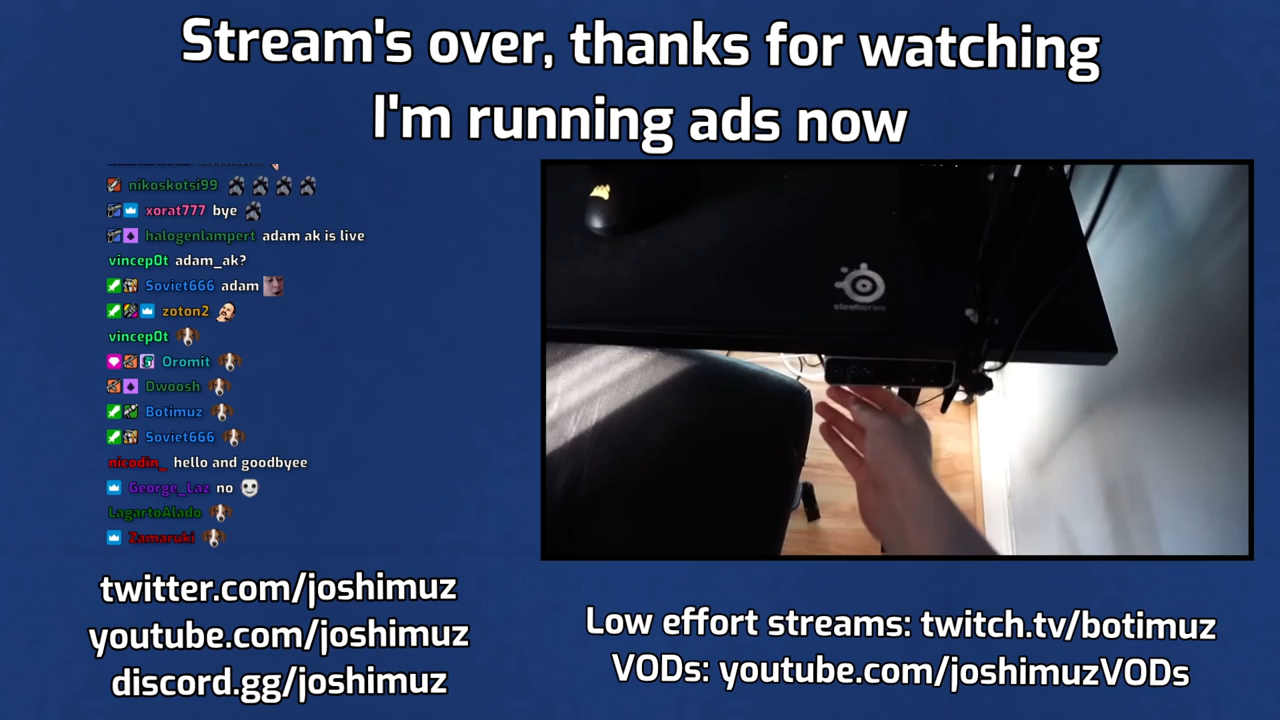 Stream's over, thanks for watching
I'm running ads now
nikoskotsi99
xorat777 bye
halogenlampert adam ak is live
vincep0t adam_ak?
Soviet666 adam
zoton2
vincep0t
Oromit
Dwoosh
Botimuz
Soviet666
nicodin_ hello and goodbyee
George_Laz no
LagartoAlado
Zamaruki
steelseries
twitter.com/joshimuz
youtube.com/joshimuz
discord.gg/joshimuz
Low effort streams: twitch.tv/botimuz
VODs: youtube.com/joshimuzVODs